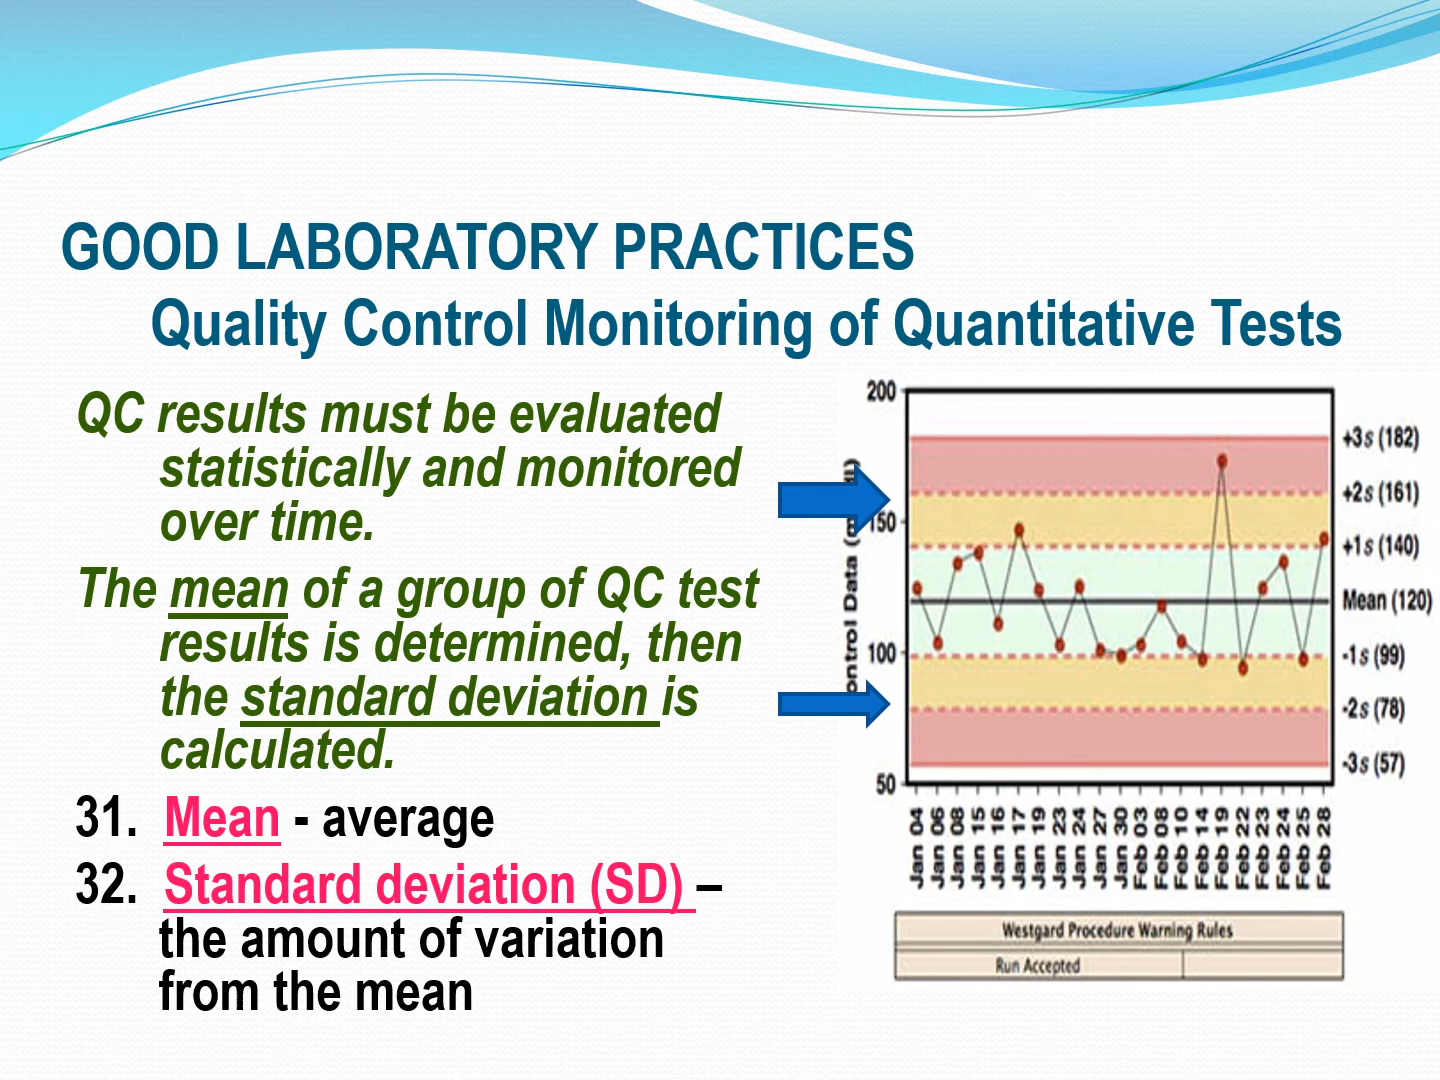 GOOD LABORATORY PRACTICES
Quality Control Monitoring of Quantitative Tests
QC results must be evaluated
statistically and monitored
over time.
The mean of a group of QC test
results is determined, then
the standard deviation is
calculated.
31. Mean - average
32. Standard deviation (SD) –
the amount of variation
from the mean
200
150
100
50
ontrol Data (m
dl)
+3s (182)
+2s (161)
+1s (140)
Mean (120)
-1s (99)
-2s (78)
-3s (57)
Jan 04
Jan 06
Jan 08
Jan 15
Jan 16
Jan 17
Jan 19
Jan 23
Jan 24
Jan 27
Jan 30
Feb 03
Feb 08
Feb 10
Feb 14
Feb 19
Feb 22
Feb 23
Feb 24
Feb 25
Feb 28
Westgard Procedure Warning Rules
Run Accepted